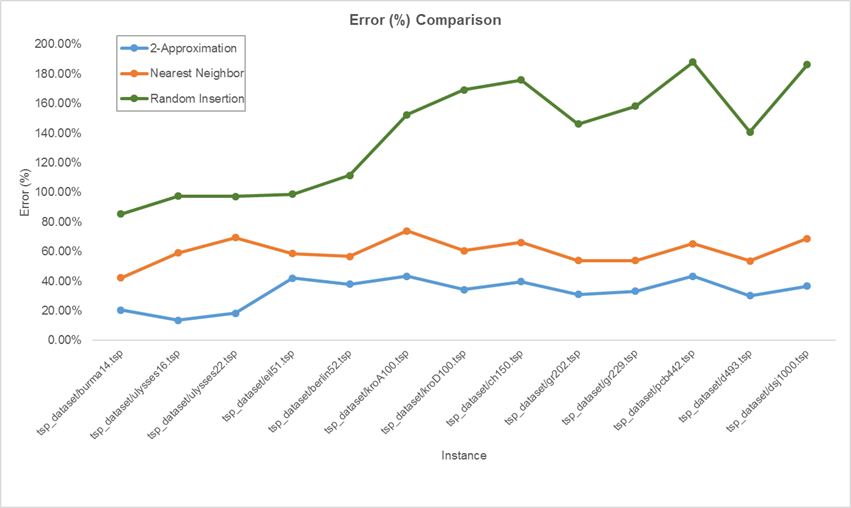 Error (%) Comparison
200.00%
180.00%
160.00%
140.00%
120.00%
100.00%
80.00%
60.00%
40.00%
20.00%
0.00%
Error (%)
2-Approximation
Nearest Neighbor
Random Insertion
tsp_dataset/burma14.tsp
tsp_dataset/ulysses16.tsp
tsp_dataset/ulysses22.tsp
tsp_dataset/eil51.tsp
tsp_dataset/berlin52.tsp
tsp_dataset/kroA100.tsp
tsp_dataset/kroD100.tsp
tsp_dataset/ch150.tsp
tsp_dataset/gr202.tsp
tsp_dataset/gr229.tsp
tsp_dataset/pcb442.tsp
tsp_dataset/d493.tsp
tsp_dataset/dsj1000.tsp
Instance